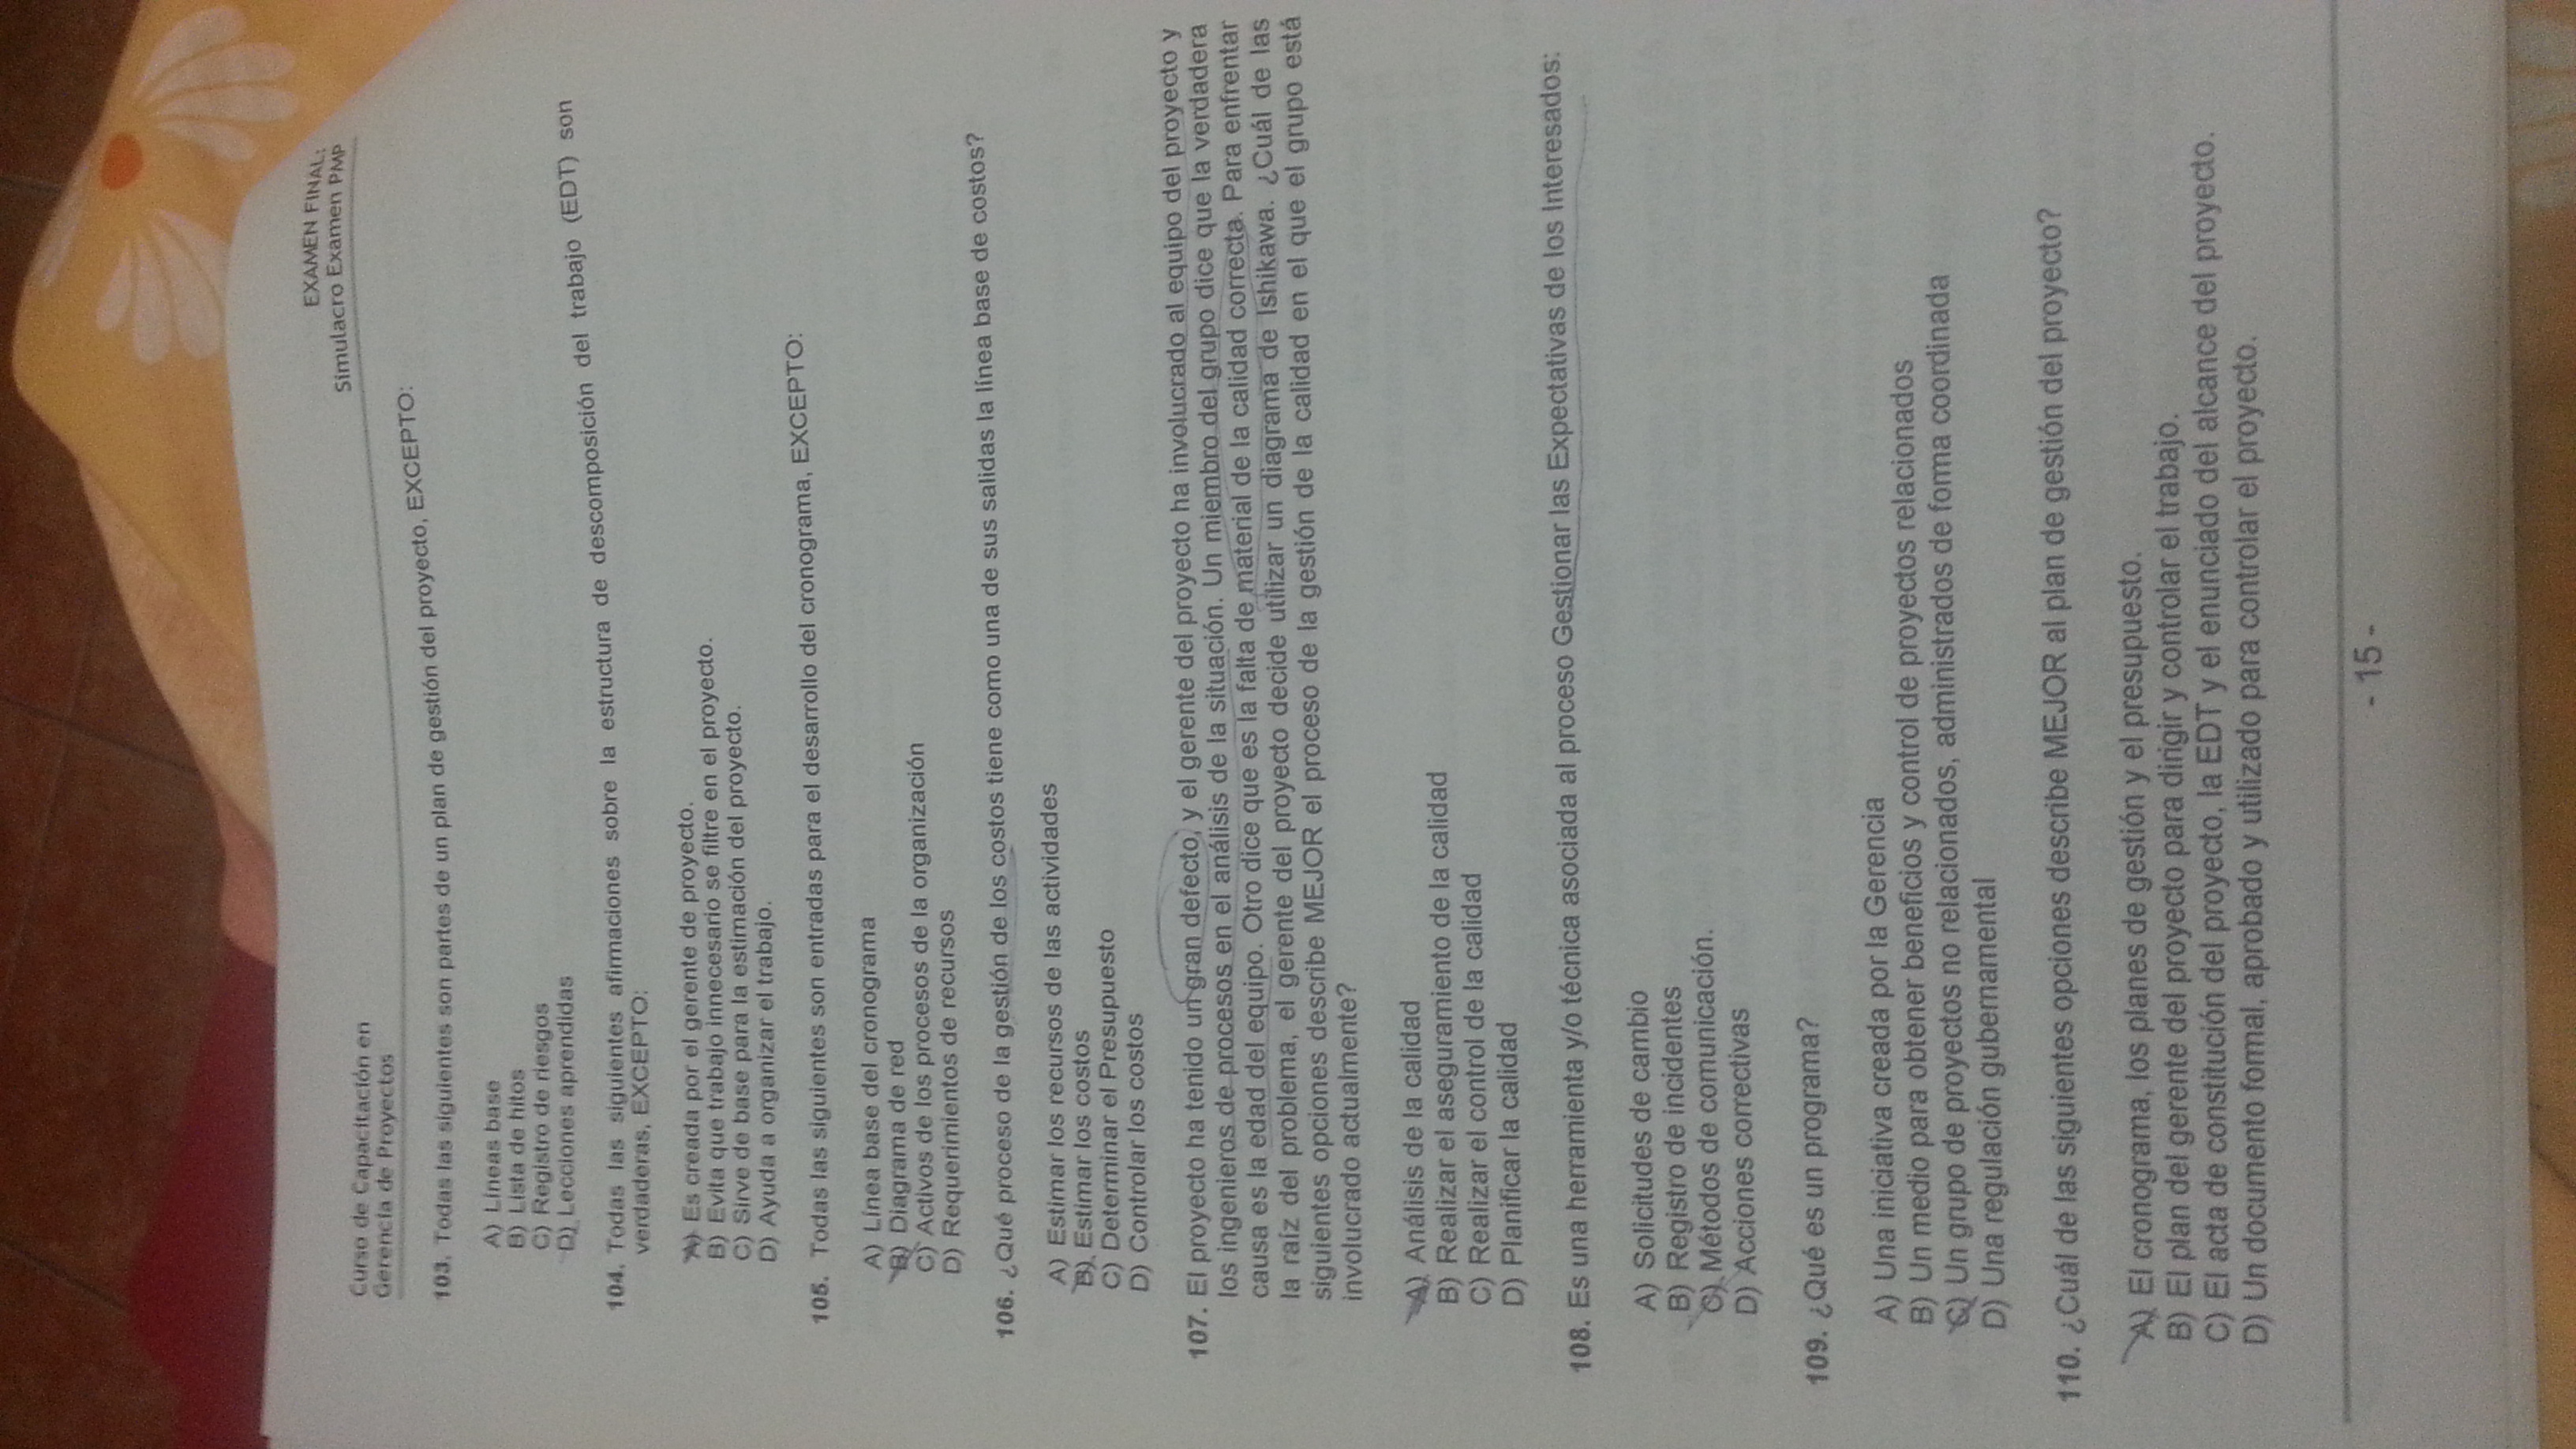 EXAMEN FINAL:
Simulacro Examen PMP
Curso de Capacitación en
Gerencia de Proyectos
103. Todas las siguientes son partes de un plan de gestión del proyecto, EXCEPTO:
A) Líneas base
B) Lista de hitos
C) Registro de riesgos
D) Lecciones aprendidas
104. Todas las siguientes afirmaciones sobre la estructura de descomposición del trabajo (EDT) son
verdaderas, EXCEPTO:
A) Es creada por el gerente de proyecto.
B) Evita que trabajo innecesario se filtre en el proyecto.
C) Sirve de base para la estimación del proyecto.
D) Ayuda a organizar el trabajo.
105. Todas las siguientes son entradas para el desarrollo del cronograma, EXCEPTO:
A) Línea base del cronograma
B) Diagrama de red
C) Activos de los procesos de la organización
D) Requerimientos de recursos
106. ¿Qué proceso de la gestión de los costos tiene como una de sus salidas la línea base de costos?
A) Estimar los recursos de las actividades
B) Estimar los costos
C) Determinar el Presupuesto
D) Controlar los costos
107. El proyecto ha tenido un gran defecto, y el gerente del proyecto ha involucrado al equipo del proyecto y
los ingenieros de procesos en el análisis de la situación. Un miembro del grupo dice que la verdadera
causa es la edad del equipo. Otro dice que es la falta de material de la calidad correcta. Para enfrentar
la raíz del problema, el gerente del proyecto decide utilizar un diagrama de Ishikawa. ¿Cuál de las
siguientes opciones describe MEJOR el proceso de la gestión de la calidad en el que el grupo está
involucrado actualmente?
A) Análisis de la calidad
B) Realizar el aseguramiento de la calidad
C) Realizar el control de la calidad
D) Planificar la calidad
108. Es una herramienta y/o técnica asociada al proceso Gestionar las Expectativas de los Interesados:
A) Solicitudes de cambio
B) Registro de incidentes
C) Métodos de comunicación.
D) Acciones correctivas
109. ¿Qué es un programa?
A) Una iniciativa creada por la Gerencia
B) Un medio para obtener beneficios y control de proyectos relacionados
C) Un grupo de proyectos no relacionados, administrados de forma coordinada
D) Una regulación gubernamental
110. ¿Cuál de las siguientes opciones describe MEJOR al plan de gestión del proyecto?
A) El cronograma, los planes de gestión y el presupuesto.
B) El plan del gerente del proyecto para dirigir y controlar el trabajo.
C) El acta de constitución del proyecto, la EDT y el enunciado del alcance del proyecto.
D) Un documento formal, aprobado y utilizado para controlar el proyecto.
- 15 -